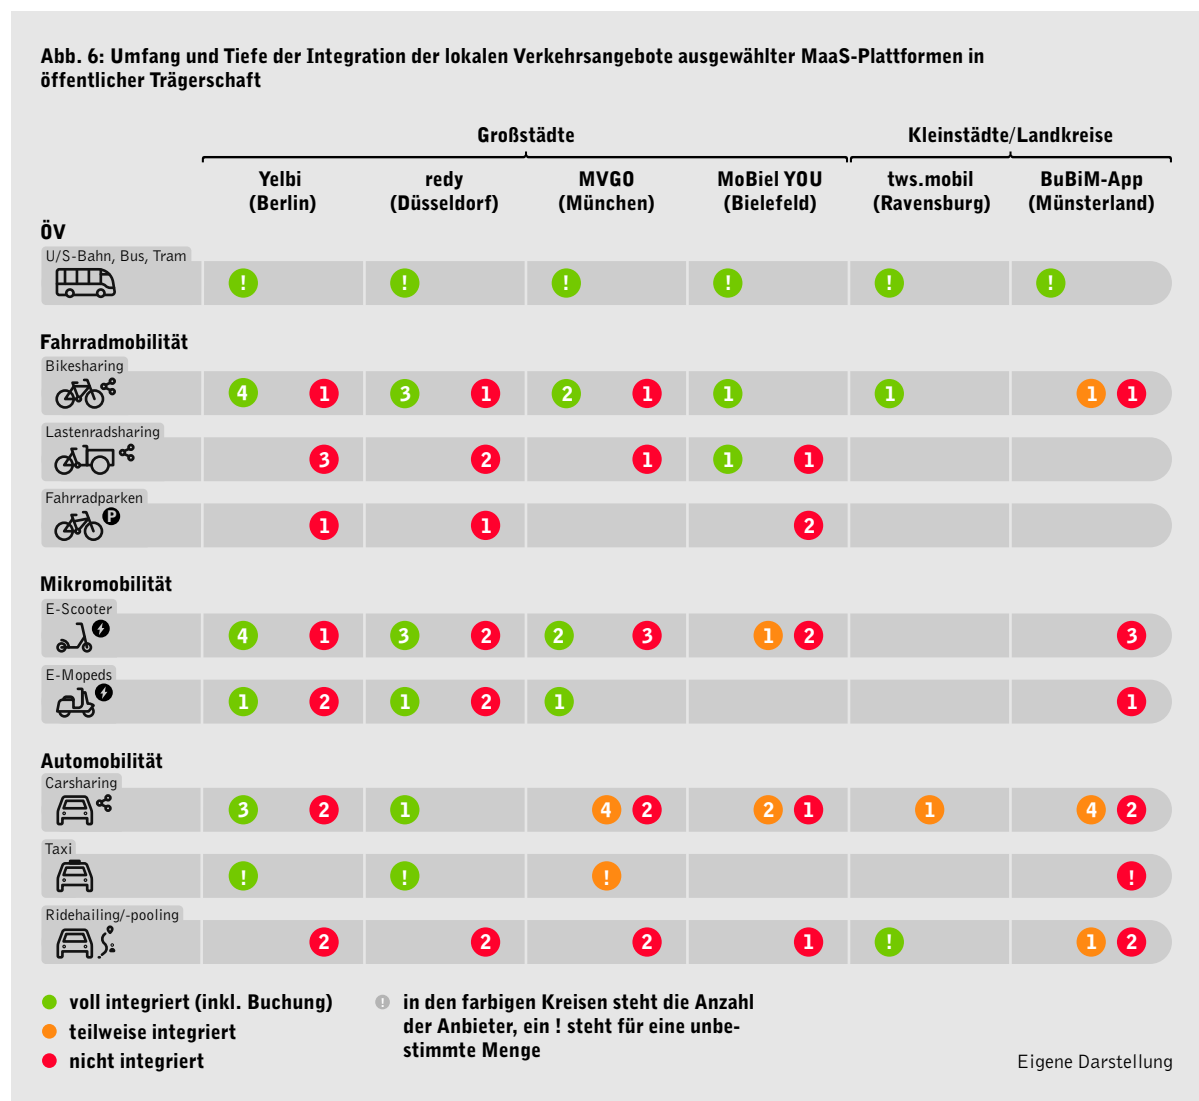 Abb. 6: Umfang und Tiefe der Integration der lokalen Verkehrsangebote ausgewählter MaaS-Plattformen in
öffentlicher Trägerschaft
Großstädte Kleinstädte/Landkreise
Yelbi redy MVGO MoBiel YOU tws.mobil BuBiM-App
(Berlin) (Düsseldorf) (München) (Bielefeld) (Ravensburg) (Münsterland)
ÖV
U/S-Bahn, Bus, Tram
! ! ! ! ! !
Fahrradmobilität
Bikesharing
4 1 3 1 2 1 1 1 1 1
Lastenradsharing
3 2 1 1 1
Fahrradparken
P
1 1 2
Mikromobilität
E-Scooter
4 1 3 2 2 3 1 2 3
E-Mopeds
1 2 1 2 1 1
Automobilität
Carsharing
3 2 1 4 2 2 1 1 4 2
Taxi
! ! ! !
Ridehailing/-pooling
2 2 2 1 ! 1 2
voll integriert (inkl. Buchung)
teilweise integriert
nicht integriert
! in den farbigen Kreisen steht die Anzahl
der Anbieter, ein ! steht für eine unbe-
stimmte Menge
Eigene Darstellung